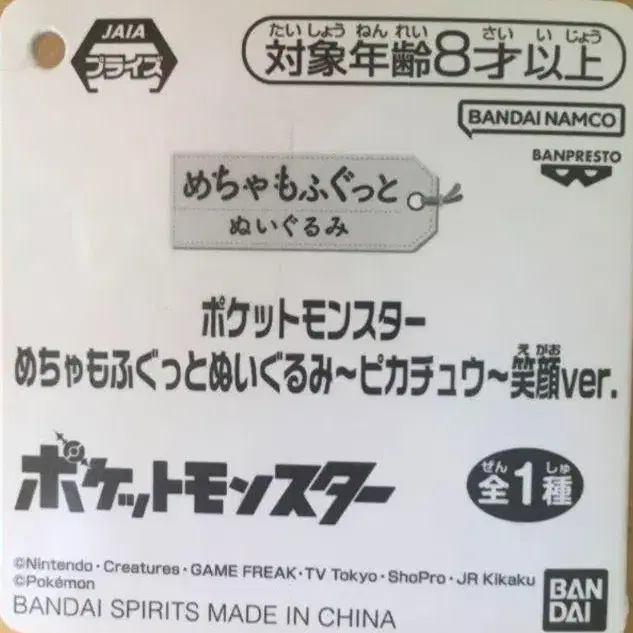 JAIA
プライズ
たいしょうねんれい さいいじょう
対象年齢8才以上
BANDAI NAMCO
BANPRESTO
めちゃもふぐっと
ぬいぐるみ
ポケットモンスター
えがお
めちゃもふぐっとぬいぐるみ~ピカチュウ~笑顔ver.
ポケットモンスター
ぜん しゅ
全1種
©Nintendo・Creatures・GAME FREAK・TV Tokyo・ShoPro・JR Kikaku
©Pokémon
BANDAI SPIRITS MADE IN CHINA
BAN
DAI